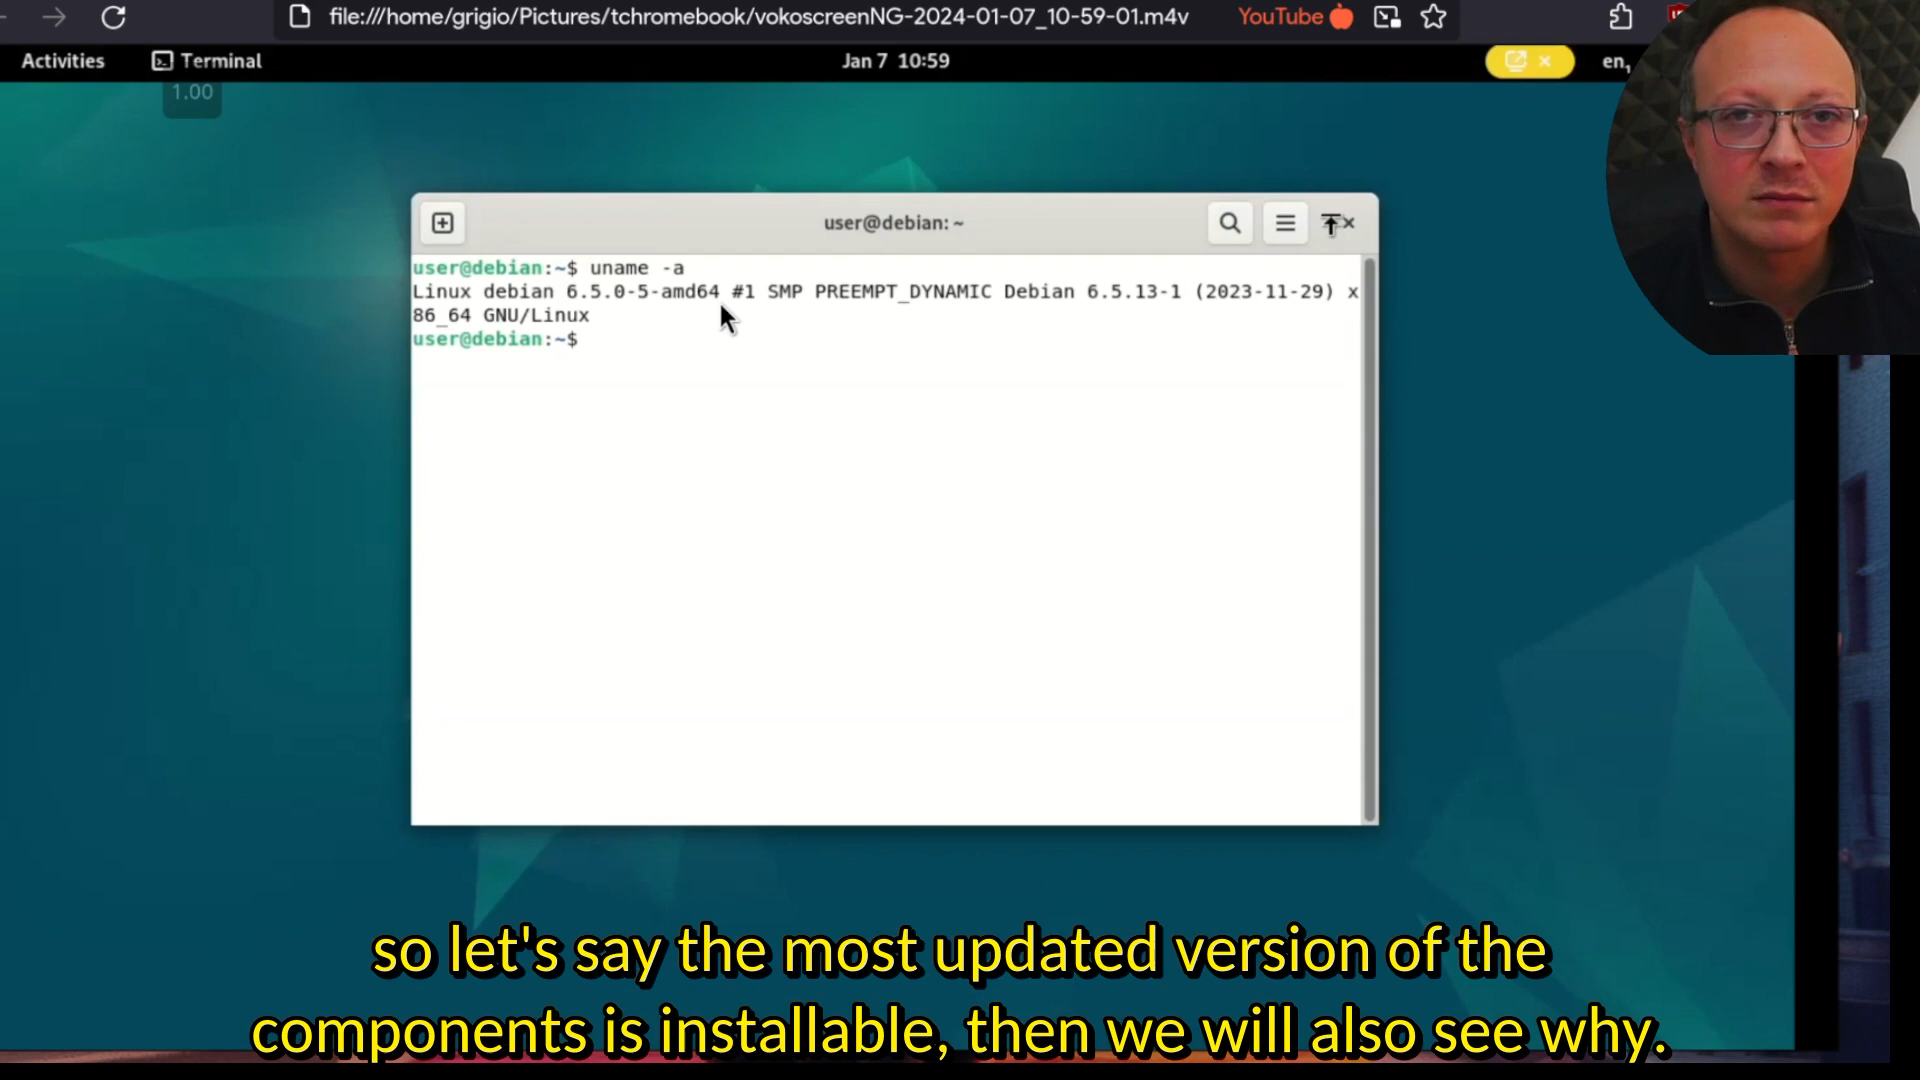 file:///home/grigio/Pictures/tchromebook/vokoscreenNG-2024-01-07_10-59-01.m4v YouTube
Activities Terminal Jan 7 10:59 en
1.00
user@debian: ~
user@debian:~$ uname -a
Linux debian 6.5.0-5-amd64 #1 SMP PREEMPT_DYNAMIC Debian 6.5.13-1 (2023-11-29) x
86_64 GNU/Linux
user@debian:~$
so let's say the most updated version of the
components is installable, then we will also see why.